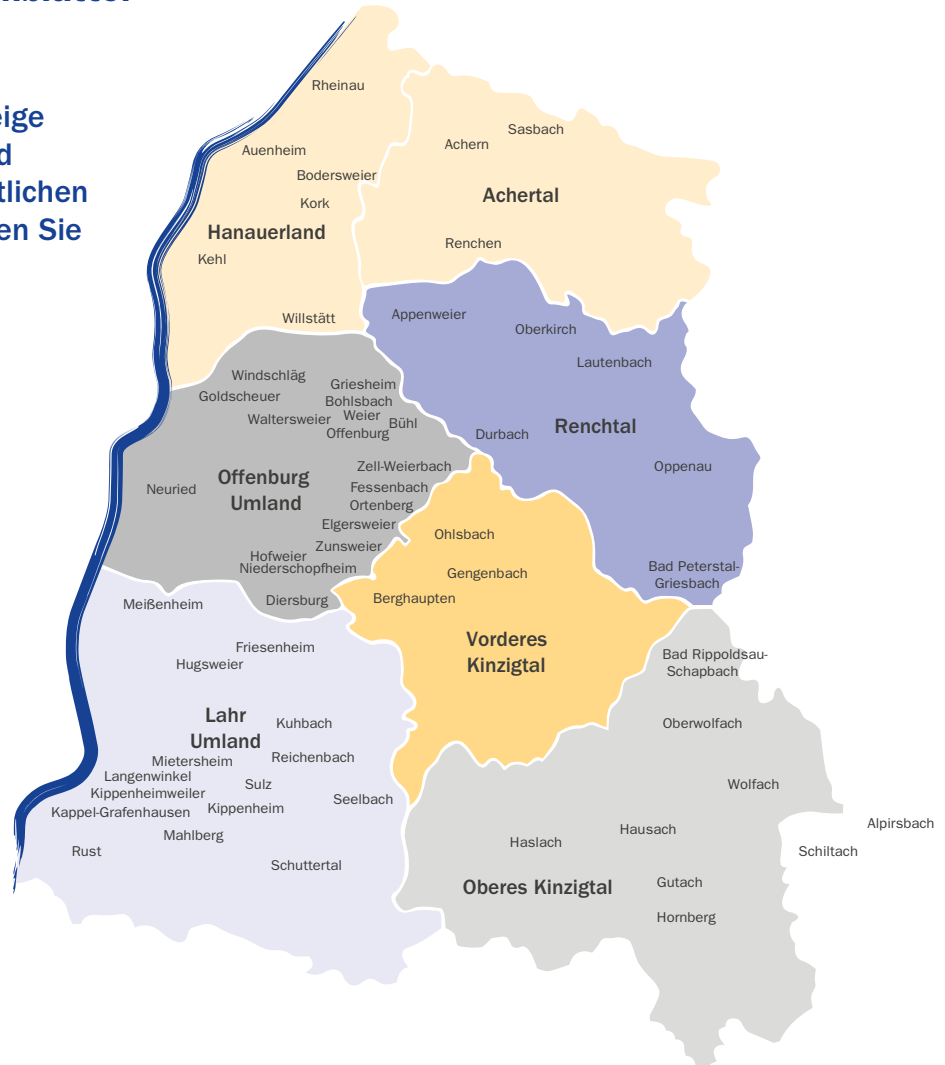 Rheinau
eige
Sasbach
Achern
Auenheim
Bodersweier
tlichen
Achertal
Kork
en Sie
Hanauerland
Renchen
Kehl
Willstätt
Appenweier
Oberkirch
Lautenbach
Windschläg
Griesheim
Goldscheuer
Bohlsbach
Weier
Waltersweier
Bühl
Offenburg
Durbach
Renchtal
Zell-Weierbach
Oppenau
Offenburg
Umland
Neuried
Fessenbach
Ortenberg
Elgersweier
Ohlsbach
Zunsweier
Hofweier
Niederschopfheim
Gengenbach
Bad Peterstal-
Griesbach
Diersburg
Berghaupten
Meißenheim
Vorderes
Kinzigtal
Friesenheim
Hugsweier
Bad Rippoldsau-
Schapbach
Lahr
Umland
Kuhbach
Oberwolfach
Mietersheim
Reichenbach
Langenwinkel
Sulz
Wolfach
Kippenheimweiler
Seelbach
Kappel-Grafenhausen
Kippenheim
Alpirsbach
Mahlberg
Hausach
Haslach
Rust
Schiltach
Schuttertal
Oberes Kinzigtal
Gutach
Hornberg